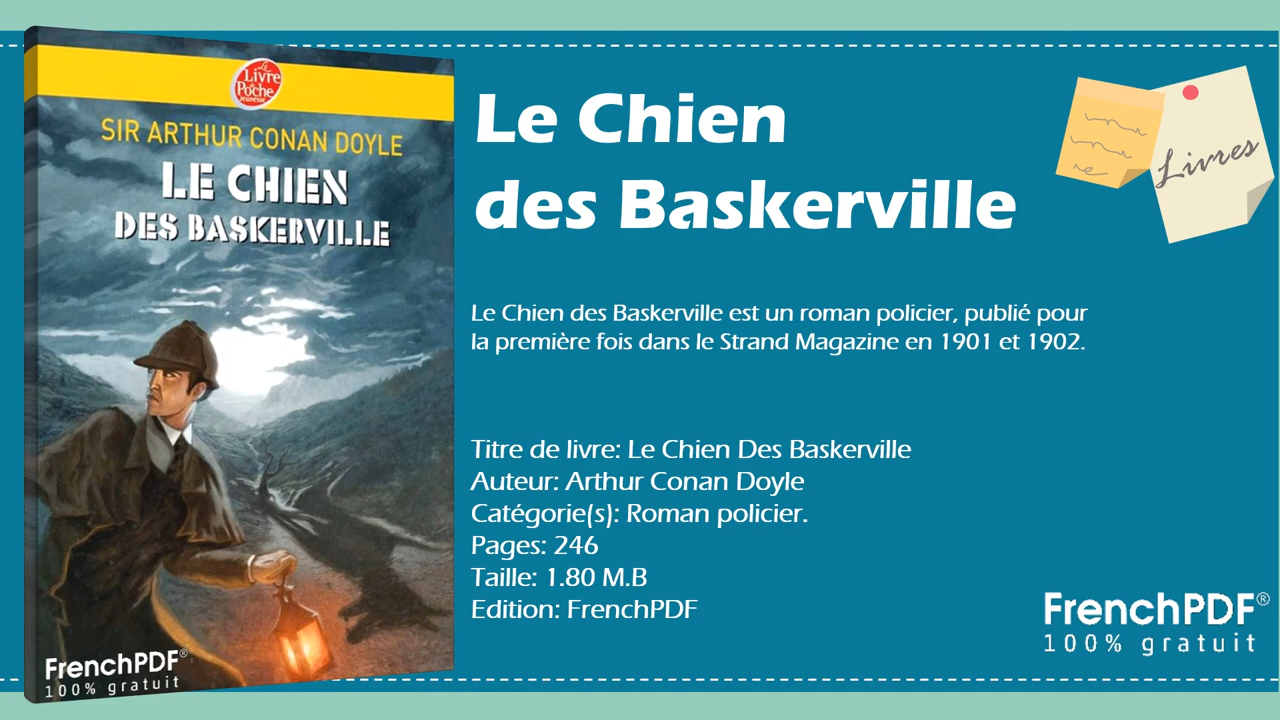 Le
Livre
de
Poche
Jeunesse
SIR ARTHUR CONAN DOYLE
LE CHIEN
DES BASKERVILLE
FrenchPDF®
100% gratuit
Le Chien
des Baskerville
Livres
Le Chien des Baskerville est un roman policier, publié pour
la première fois dans le Strand Magazine en 1901 et 1902.
Titre de livre: Le Chien Des Baskerville
Auteur: Arthur Conan Doyle
Catégorie(s): Roman policier.
Pages: 246
Taille: 1.80 M.B
Edition: FrenchPDF
FrenchPDF®
100% gratuit